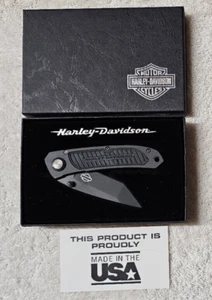 MOTOR
HARLEY-DAVIDSON
CYCLES
Harley-Davidson
THIS PRODUCT IS
PROUDLY
MADE IN THE
USA